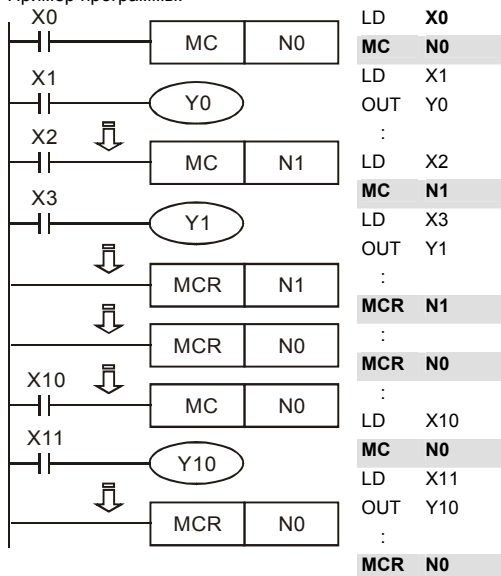 Пример программы:
X0
MC N0
X1
Y0
X2
MC N1
X3
Y1
MCR N1
MCR N0
X10
MC N0
X11
Y10
MCR N0
LD X0
MC N0
LD X1
OUT Y0
:
LD X2
MC N1
LD X3
OUT Y1
:
MCR N1
:
MCR N0
:
LD X10
MC N0
LD X11
OUT Y10
:
MCR N0